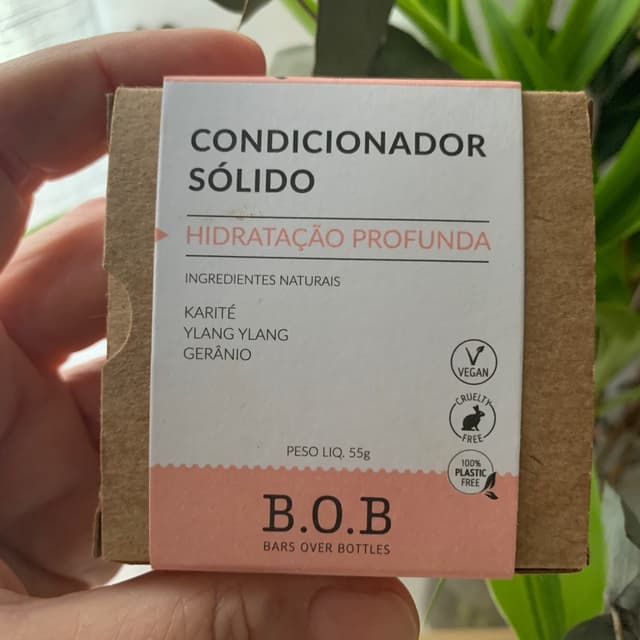 CONDICIONADOR
SÓLIDO
HIDRATAÇÃO PROFUNDA
INGREDIENTES NATURAIS
KARITÉ
YLANG YLANG
GERÂNIO
VEGAN
CRUELTY
FREE
100%
PLASTIC
FREE
PESO LIQ. 55g
B.O.B
BARS OVER BOTTLES